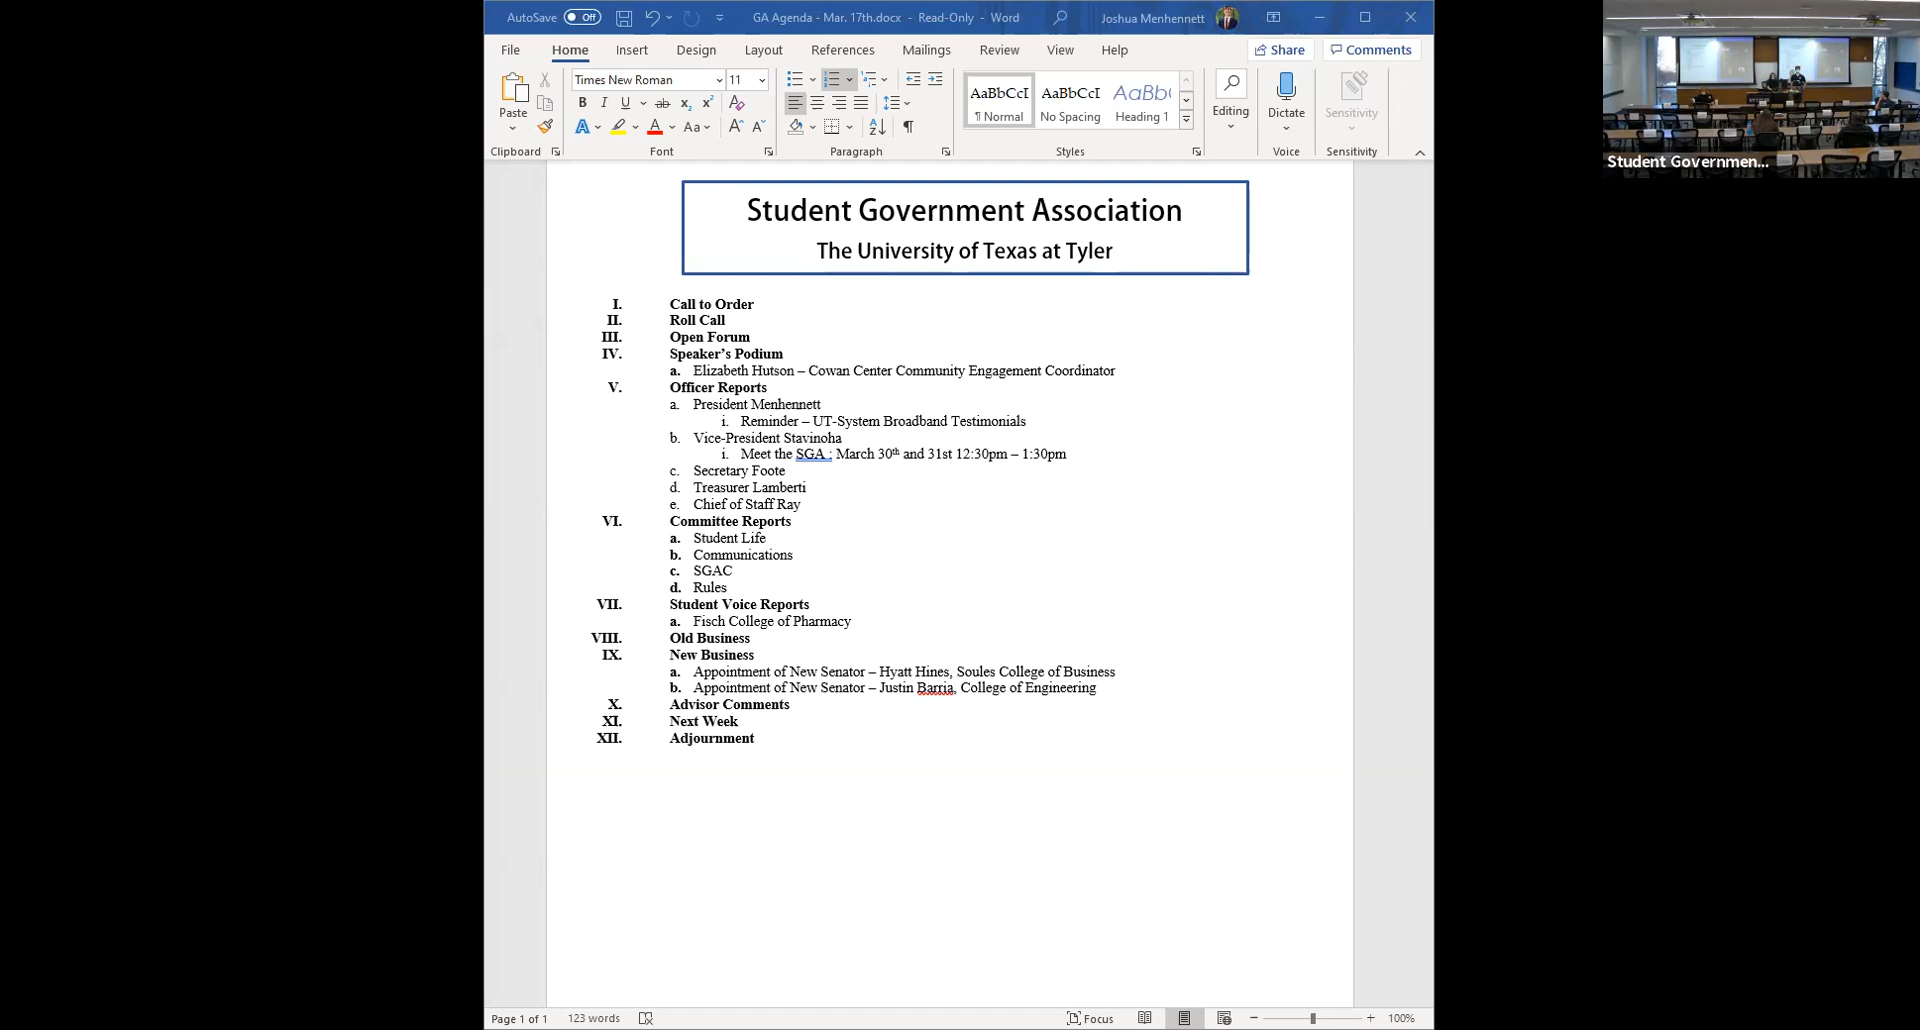 AutoSave Off GA Agenda - Mar. 17th.docx - Read-Only - Word Joshua Menhennett
File Home Insert Design Layout References Mailings Review View Help Share Comments
Times New Roman 11
Paste
B I U ab x₂ x²
A Aa A A
AaBbCcI AaBbCcI AaBbC
¶ Normal No Spacing Heading 1
Editing Dictate Sensitivity
Clipboard Font Paragraph Styles Voice Sensitivity
Student Governmen...
Student Government Association
The University of Texas at Tyler
I. Call to Order
II. Roll Call
III. Open Forum
IV. Speaker’s Podium
a. Elizabeth Hutson – Cowan Center Community Engagement Coordinator
V. Officer Reports
a. President Menhennett
i. Reminder – UT-System Broadband Testimonials
b. Vice-President Stavinoha
i. Meet the SGA : March 30th and 31st 12:30pm – 1:30pm
c. Secretary Foote
d. Treasurer Lamberti
e. Chief of Staff Ray
VI. Committee Reports
a. Student Life
b. Communications
c. SGAC
d. Rules
VII. Student Voice Reports
a. Fisch College of Pharmacy
VIII. Old Business
IX. New Business
a. Appointment of New Senator – Hyatt Hines, Soules College of Business
b. Appointment of New Senator – Justin Barria, College of Engineering
X. Advisor Comments
XI. Next Week
XII. Adjournment
Page 1 of 1 123 words Focus 100%